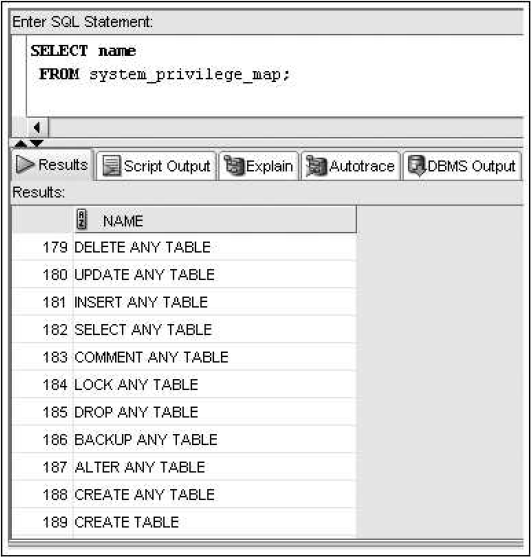 Enter SQL Statement:
SELECT name
FROM system_privilege_map;
Results Script Output Explain Autotrace DBMS Output
Results:
NAME
179 DELETE ANY TABLE
180 UPDATE ANY TABLE
181 INSERT ANY TABLE
182 SELECT ANY TABLE
183 COMMENT ANY TABLE
184 LOCK ANY TABLE
185 DROP ANY TABLE
186 BACKUP ANY TABLE
187 ALTER ANY TABLE
188 CREATE ANY TABLE
189 CREATE TABLE